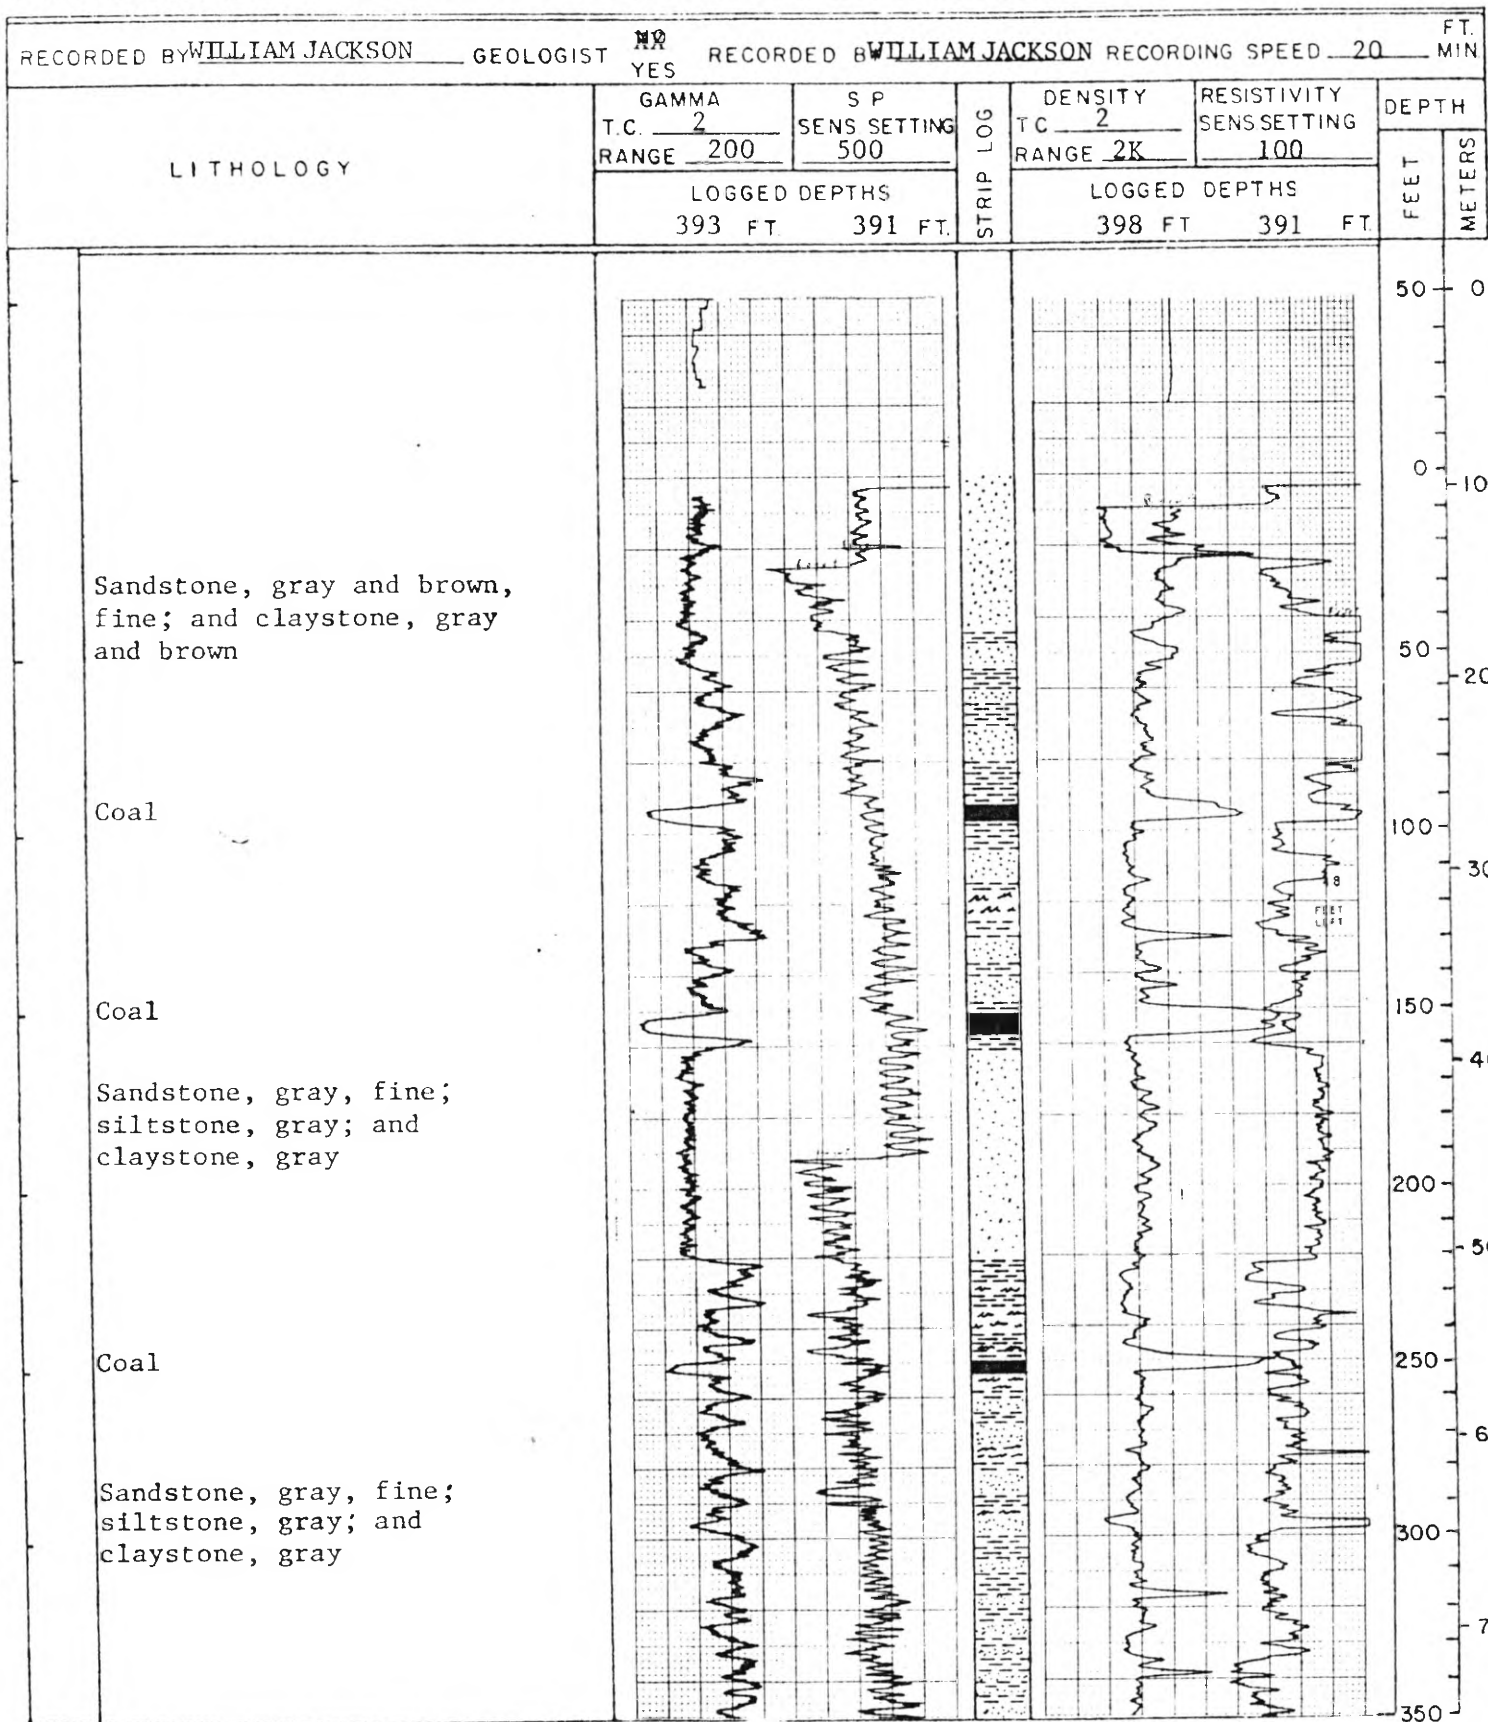 RECORDED BY WILLIAM JACKSON GEOLOGIST NO YES RECORDED BY WILLIAM JACKSON RECORDING SPEED 20 FT. MIN
LITHOLOGY
GAMMA
T.C. 2
RANGE 200
S P
SENS SETTING
500
LOGGED DEPTHS
393 FT. 391 FT.
STRIP LOG
DENSITY
TC 2
RANGE 2K
RESISTIVITY
SENS SETTING
100
LOGGED DEPTHS
398 FT 391 FT.
DEPTH
FEET
METERS
50 0
0
10
Sandstone, gray and brown,
fine; and claystone, gray
and brown
50
20
Coal
100
30
8
FEET
LEFT
Coal
150
40
Sandstone, gray, fine;
siltstone, gray; and
claystone, gray
200
50
Coal
250
6
Sandstone, gray, fine;
siltstone, gray; and
claystone, gray
300
7
350